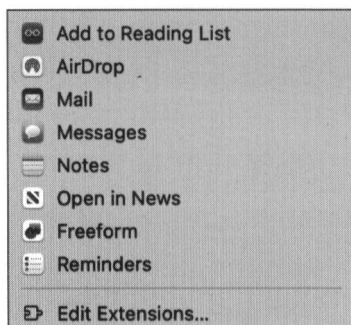 Add to Reading List
AirDrop
Mail
Messages
Notes
Open in News
Freeform
Reminders
Edit Extensions...